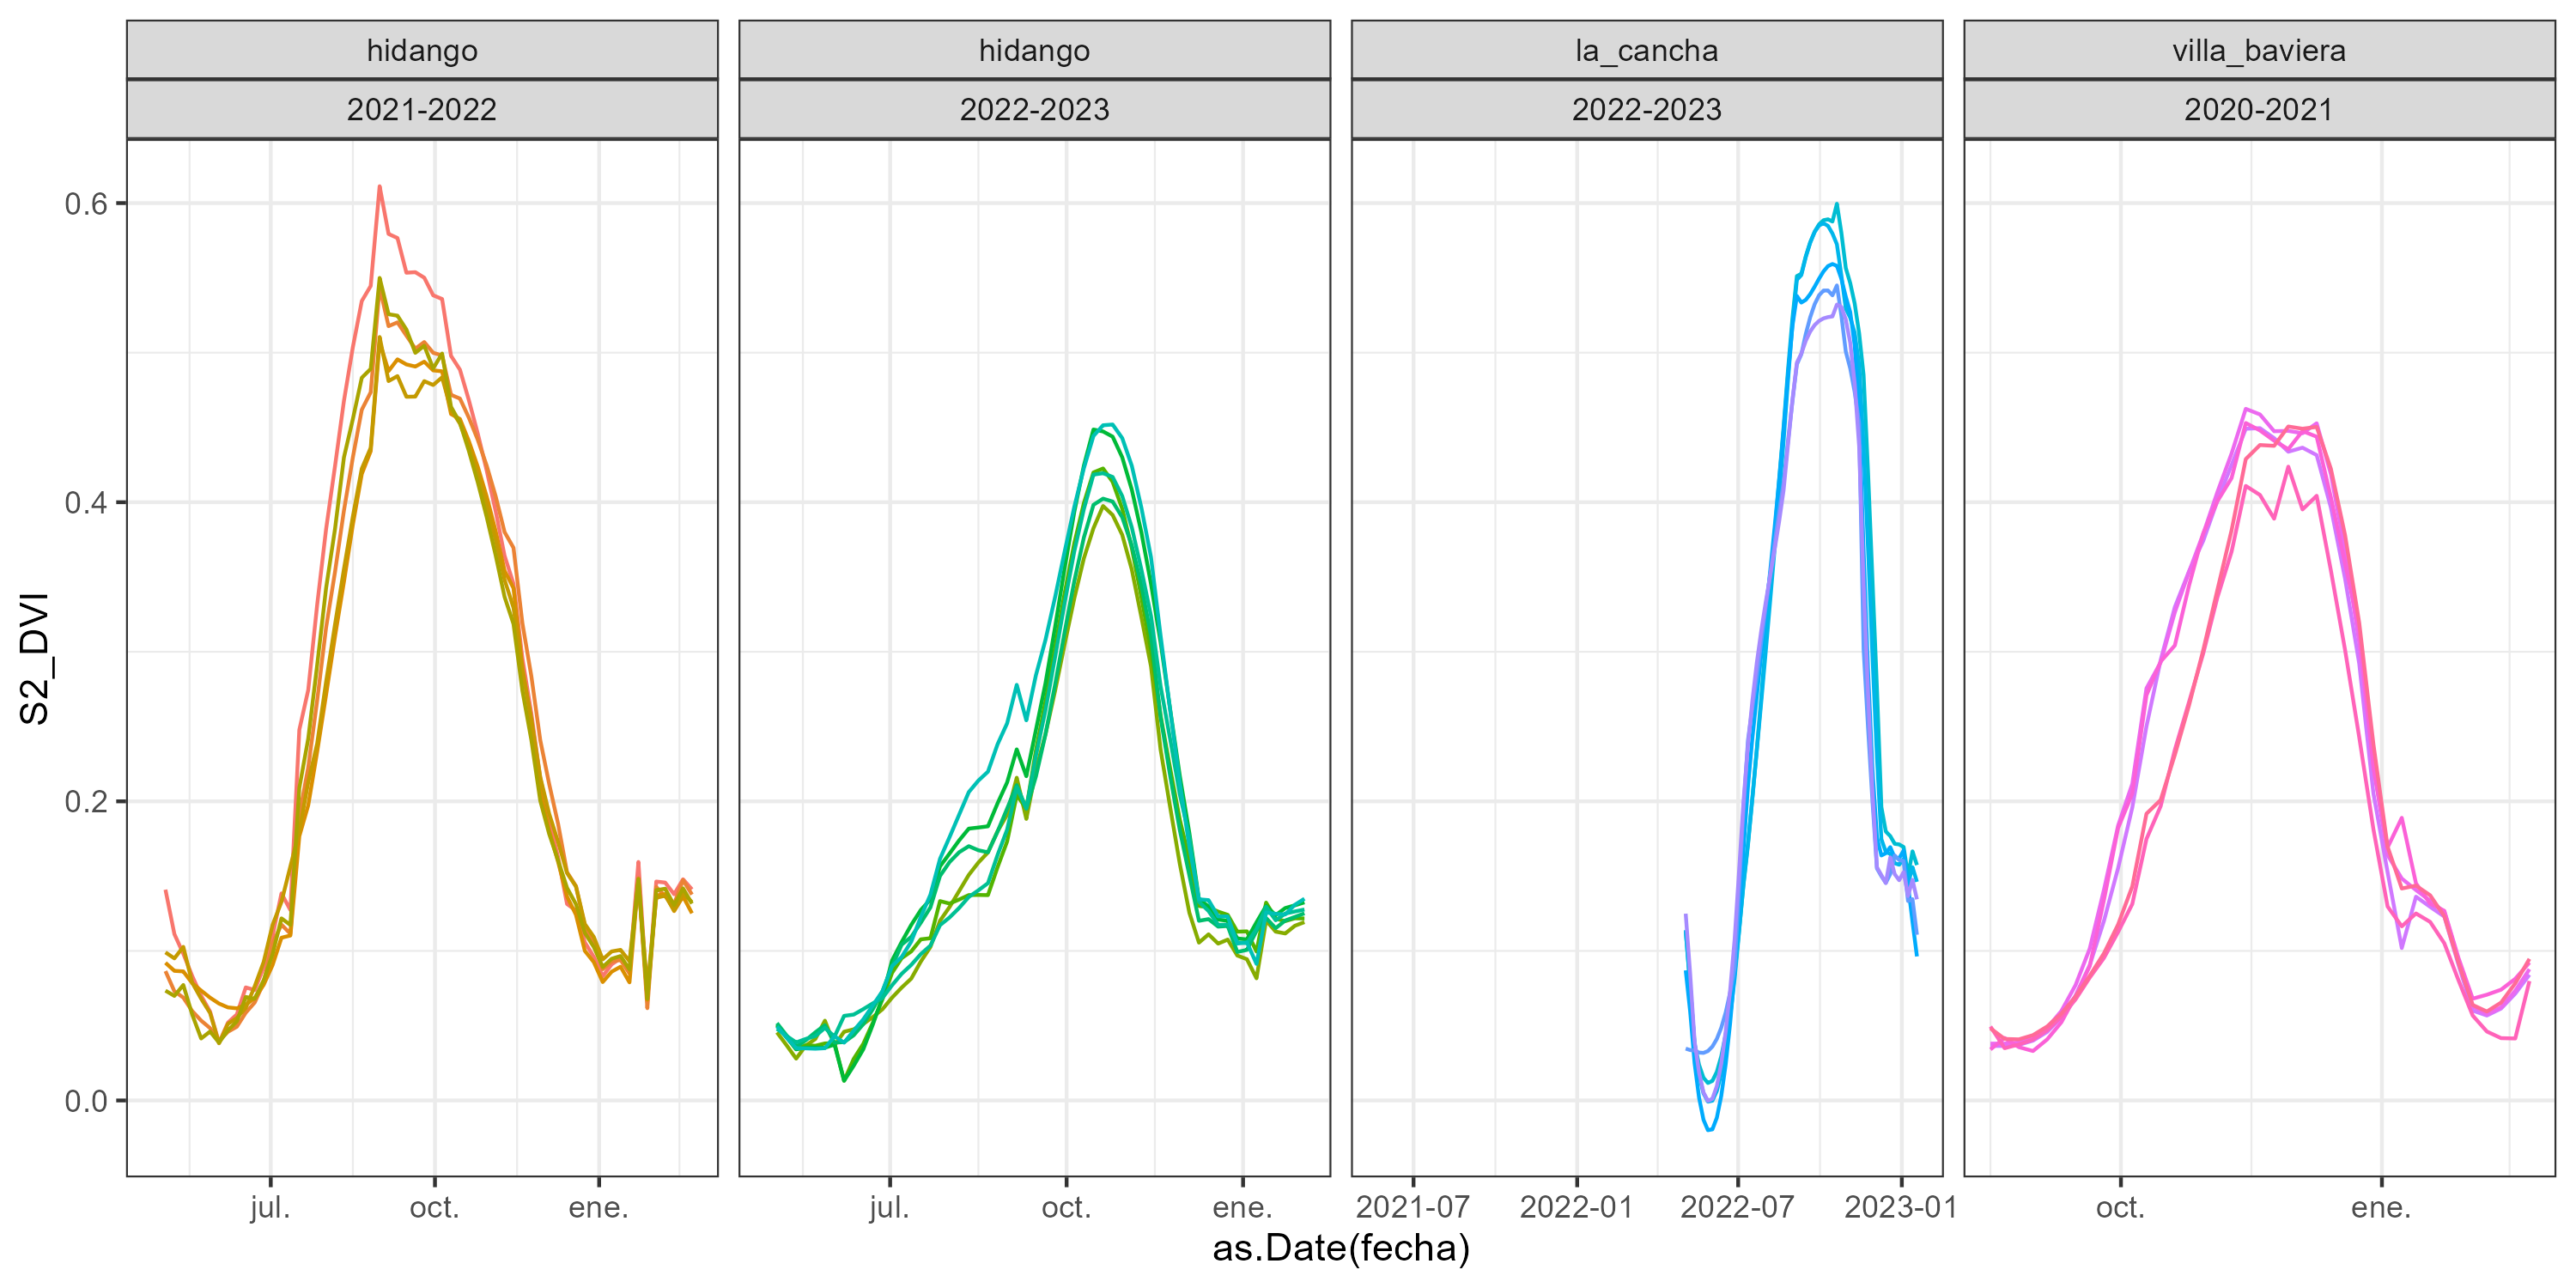 hidango
hidango
la_cancha
villa_baviera
2021-2022
2022-2023
2022-2023
2020-2021
S2_DVI
0.6
0.4
0.2
0.0
jul.
oct.
ene.
jul.
oct.
ene.
2021-07
2022-01
2022-07
2023-01
oct.
ene.
as.Date(fecha)